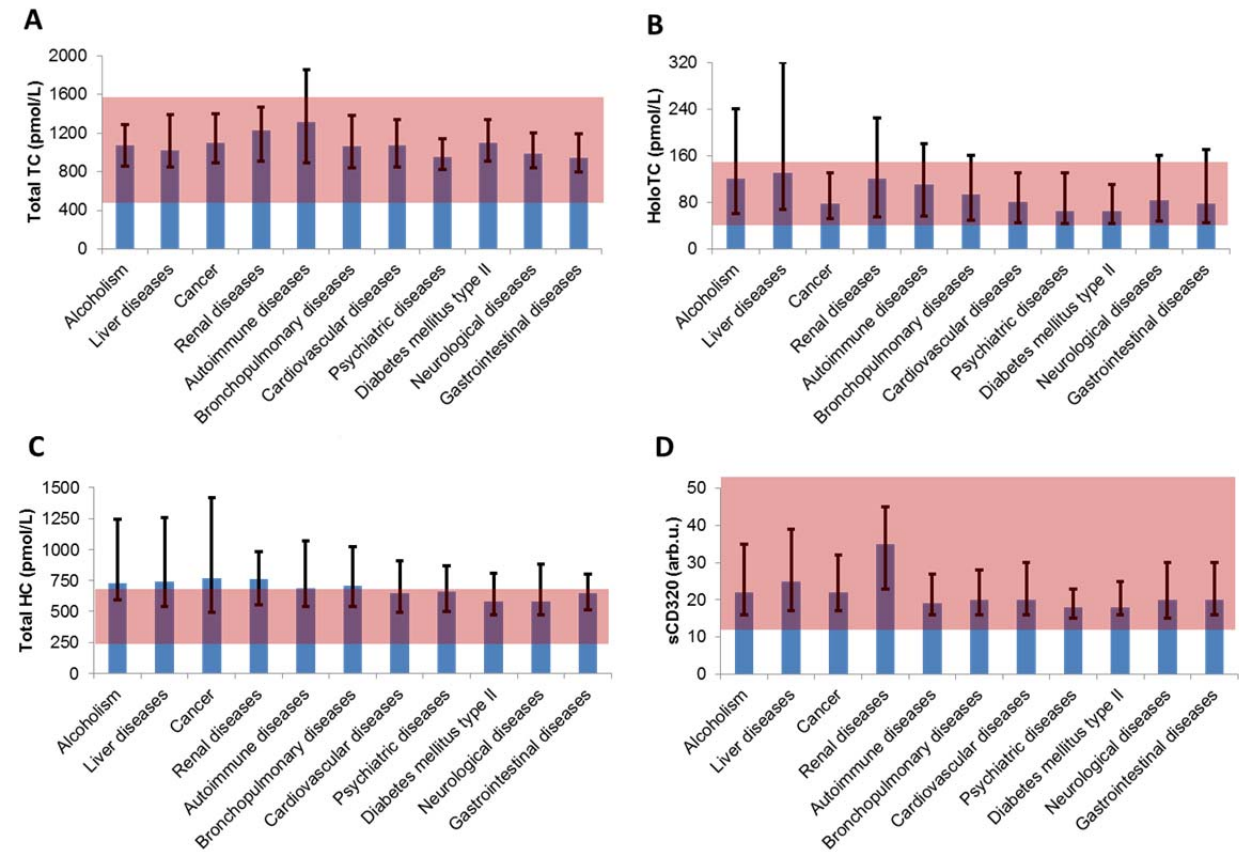 A
Total TC (pmol/L)
2000
1600
1200
800
400
0
Alcoholism
Liver diseases
Cancer
Renal diseases
Autoimmune diseases
Bronchopulmonary diseases
Cardiovascular diseases
Psychiatric diseases
Diabetes mellitus type II
Neurological diseases
Gastrointestinal diseases
B
HoloTC (pmol/L)
320
240
160
80
0
Alcoholism
Liver diseases
Cancer
Renal diseases
Autoimmune diseases
Bronchopulmonary diseases
Cardiovascular diseases
Psychiatric diseases
Diabetes mellitus type II
Neurological diseases
Gastrointestinal diseases
C
Total HC (pmol/L)
1500
1250
1000
750
500
250
0
Alcoholism
Liver diseases
Cancer
Renal diseases
Autoimmune diseases
Bronchopulmonary diseases
Cardiovascular diseases
Psychiatric diseases
Diabetes mellitus type II
Neurological diseases
Gastrointestinal diseases
D
sCD320 (arb.u.)
50
40
30
20
10
0
Alcoholism
Liver diseases
Cancer
Renal diseases
Autoimmune diseases
Bronchopulmonary diseases
Cardiovascular diseases
Psychiatric diseases
Diabetes mellitus type II
Neurological diseases
Gastrointestinal diseases